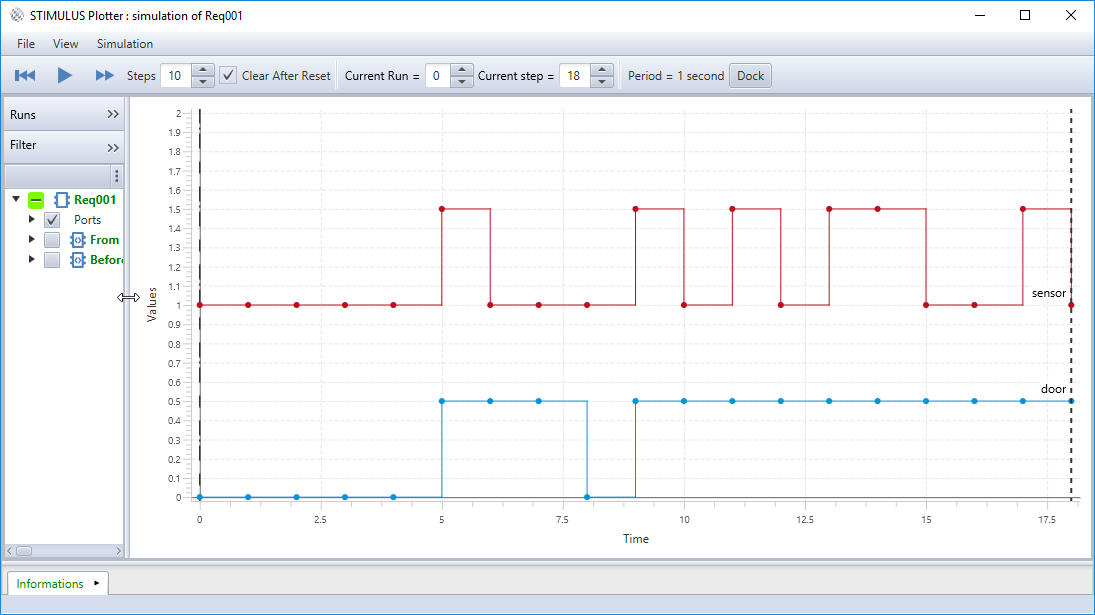 STIMULUS Plotter : simulation of Req001
File View Simulation
Steps 10 Clear After Reset Current Run = 0 Current step = 18 Period = 1 second Dock
Runs
Filter
Req001
Ports
From
Before
2
1.9
1.8
1.7
1.6
1.5
1.4
1.3
1.2
1.1
1
0.9
0.8
0.7
0.6
0.5
0.4
0.3
0.2
0.1
0
Values
sensor
door
0 2.5 5 7.5 10 12.5 15 17.5
Time
Informations